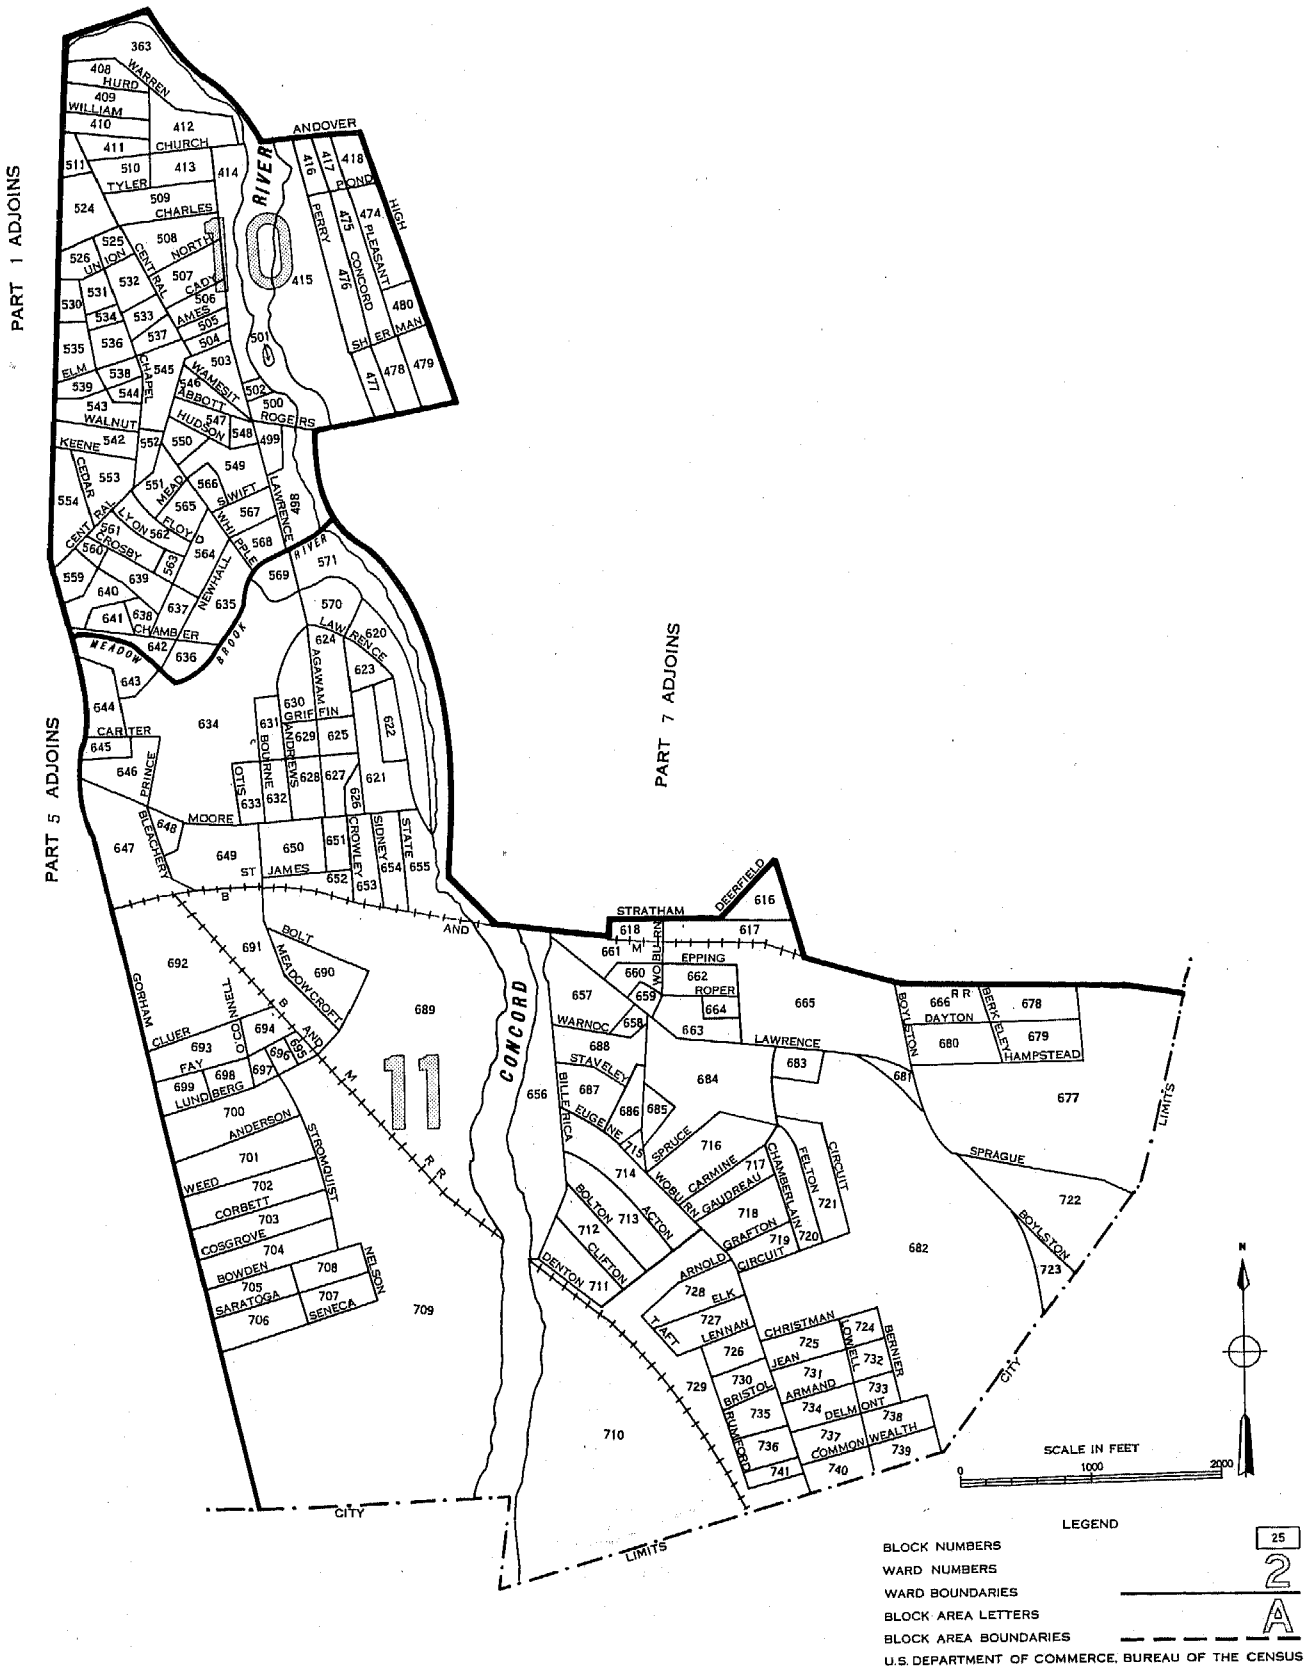 PART 1 ADJOINS
PART 5 ADJOINS
PART 7 ADJOINS
363
408
WARREN
HURD
409
WILLIAM
410
412
411
CHURCH
ANDOVER
511
510
413
414
TYLER
416
417
418
POND
RIVER
524
509
CHARLES
PERRY
475
474
HIGH
525
508
NORTH
10
526
UNION
CENTRAL
507
CADY
415
476
CONCORD
PLEASANT
532
531
506
480
530
534
533
AMES
505
535
536
537
504
501
SHERMAN
ELM
538
CHAPEL
545
503
WAMESIT
477
478
479
539
544
546
ABBOTT
502
543
500
WALNUT
HUDSON
547
548
ROGERS
KEENE
542
552
550
499
CEDAR
553
549
554
551
MEAD
566
SWIFT
LAWRENCE
498
565
567
CENTRAL
LYON
562
FLOYD
WHIPPLE
561
CROSBY
568
560
563
564
RIVER
559
639
NEWHALL
569
571
640
637
635
570
641
638
CHAMBER
LAWRENCE
620
MEADOW
642
636
BROOK
624
643
AGAWAM
623
644
630
GRIFFIN
634
631
622
CARTER
ANDREWS
629
625
645
BOURNE
646
PRINCE
OTIS
628
627
621
633
632
626
BLEACHERY
648
MOORE
CROWLEY
SIDNEY
STATE
647
649
650
651
ST JAMES
652
653
654
655
B
AND
M
STRATHAM
DEERFIELD
616
618
617
691
BOLT
661
WOBURN
EPPING
692
MEADOWCROFT
690
660
662
ROPER
689
CONCORD
657
659
664
665
666
RR
BERKELEY
678
GORHAM
LOWELL CO.
BOYLSTON
DAYTON
WARNOC
658
663
679
CLUER
694
B
AND
M
RR
LAWRENCE
680
HAMPSTEAD
693
695
696
688
FAY
STAVELEY
683
681
699
698
697
11
656
BILLERICA
687
684
677
LUNDBERG
700
686
685
LIMITS
ANDERSON
EUGENE
STROMQUIST
715
SPRUCE
716
701
714
CARMINE
717
CHAMBERLAIN
FELTON
CIRCUIT
SPRAGUE
WEED
702
WOBURN
GAUDREAU
CORBETT
BOLTON
713
ACTON
718
721
722
703
712
GRAFTON
BOYLSTON
COSGROVE
704
CLIFTON
719
720
682
BOWDEN
708
NELSON
DENTON
711
ARNOLD
CIRCUIT
723
705
728
ELK
SARATOGA
707
709
727
706
SENECA
TAFT
LENNAN
CHRISTMAN
724
BERNIER
726
725
LOWELL
JEAN
732
CITY
729
730
731
BRISTOL
ARMAND
733
RUMFORD
735
734
DELMONT
738
710
736
737
COMMONWEALTH
739
741
740
CITY
LIMITS
N
SCALE IN FEET
0 1000 2000
LEGEND
BLOCK NUMBERS 25
WARD NUMBERS 2
WARD BOUNDARIES
BLOCK AREA LETTERS A
BLOCK AREA BOUNDARIES
U.S. DEPARTMENT OF COMMERCE, BUREAU OF THE CENSUS